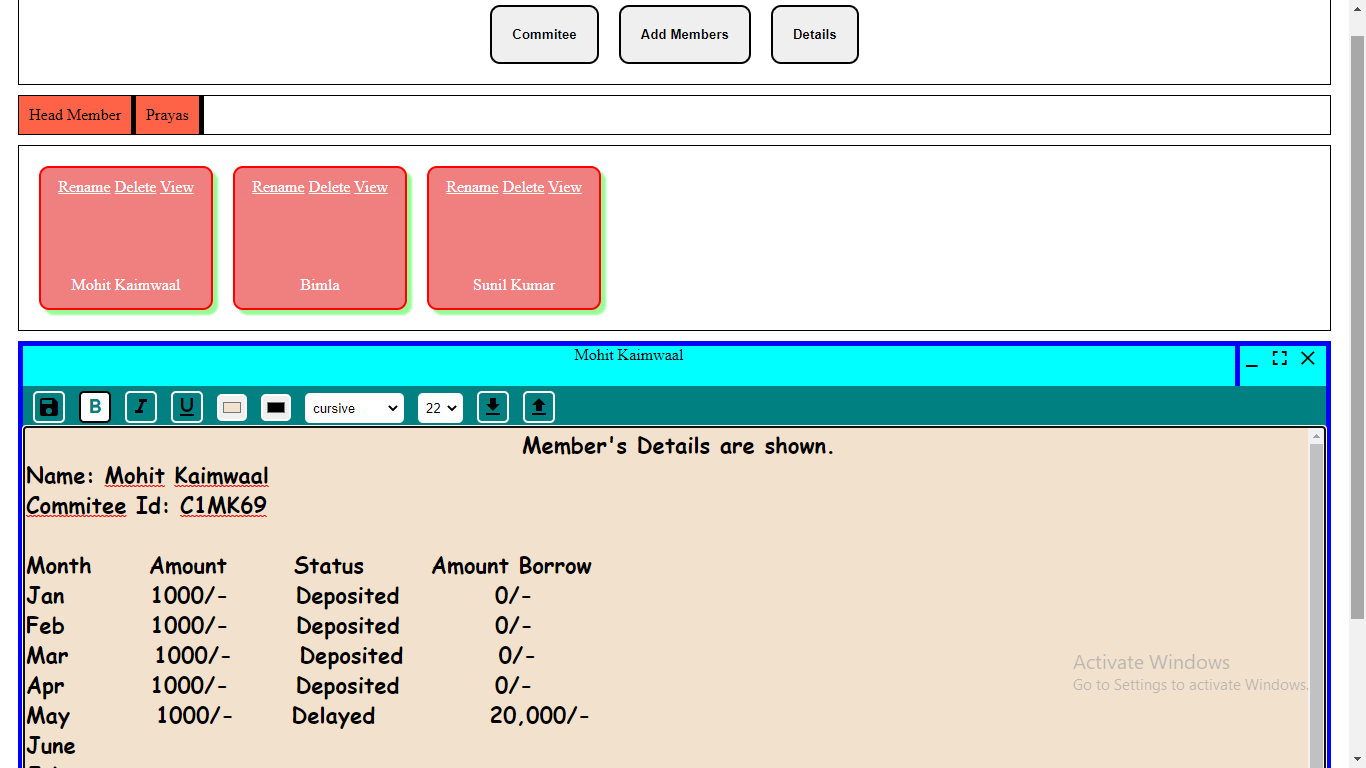 Commitee Add Members Details
Head Member Prayas
Rename Delete View Rename Delete View Rename Delete View
Mohit Kaimwaal Bimla Sunil Kumar
Mohit Kaimwaal
B I U cursive 22
Member's Details are shown.
Name: Mohit Kaimwaal
Commitee Id: C1MK69
Month Amount Status Amount Borrow
Jan 1000/- Deposited 0/-
Feb 1000/- Deposited 0/-
Mar 1000/- Deposited 0/-
Apr 1000/- Deposited 0/-
May 1000/- Delayed 20,000/-
June
Activate Windows
Go to Settings to activate Windows.